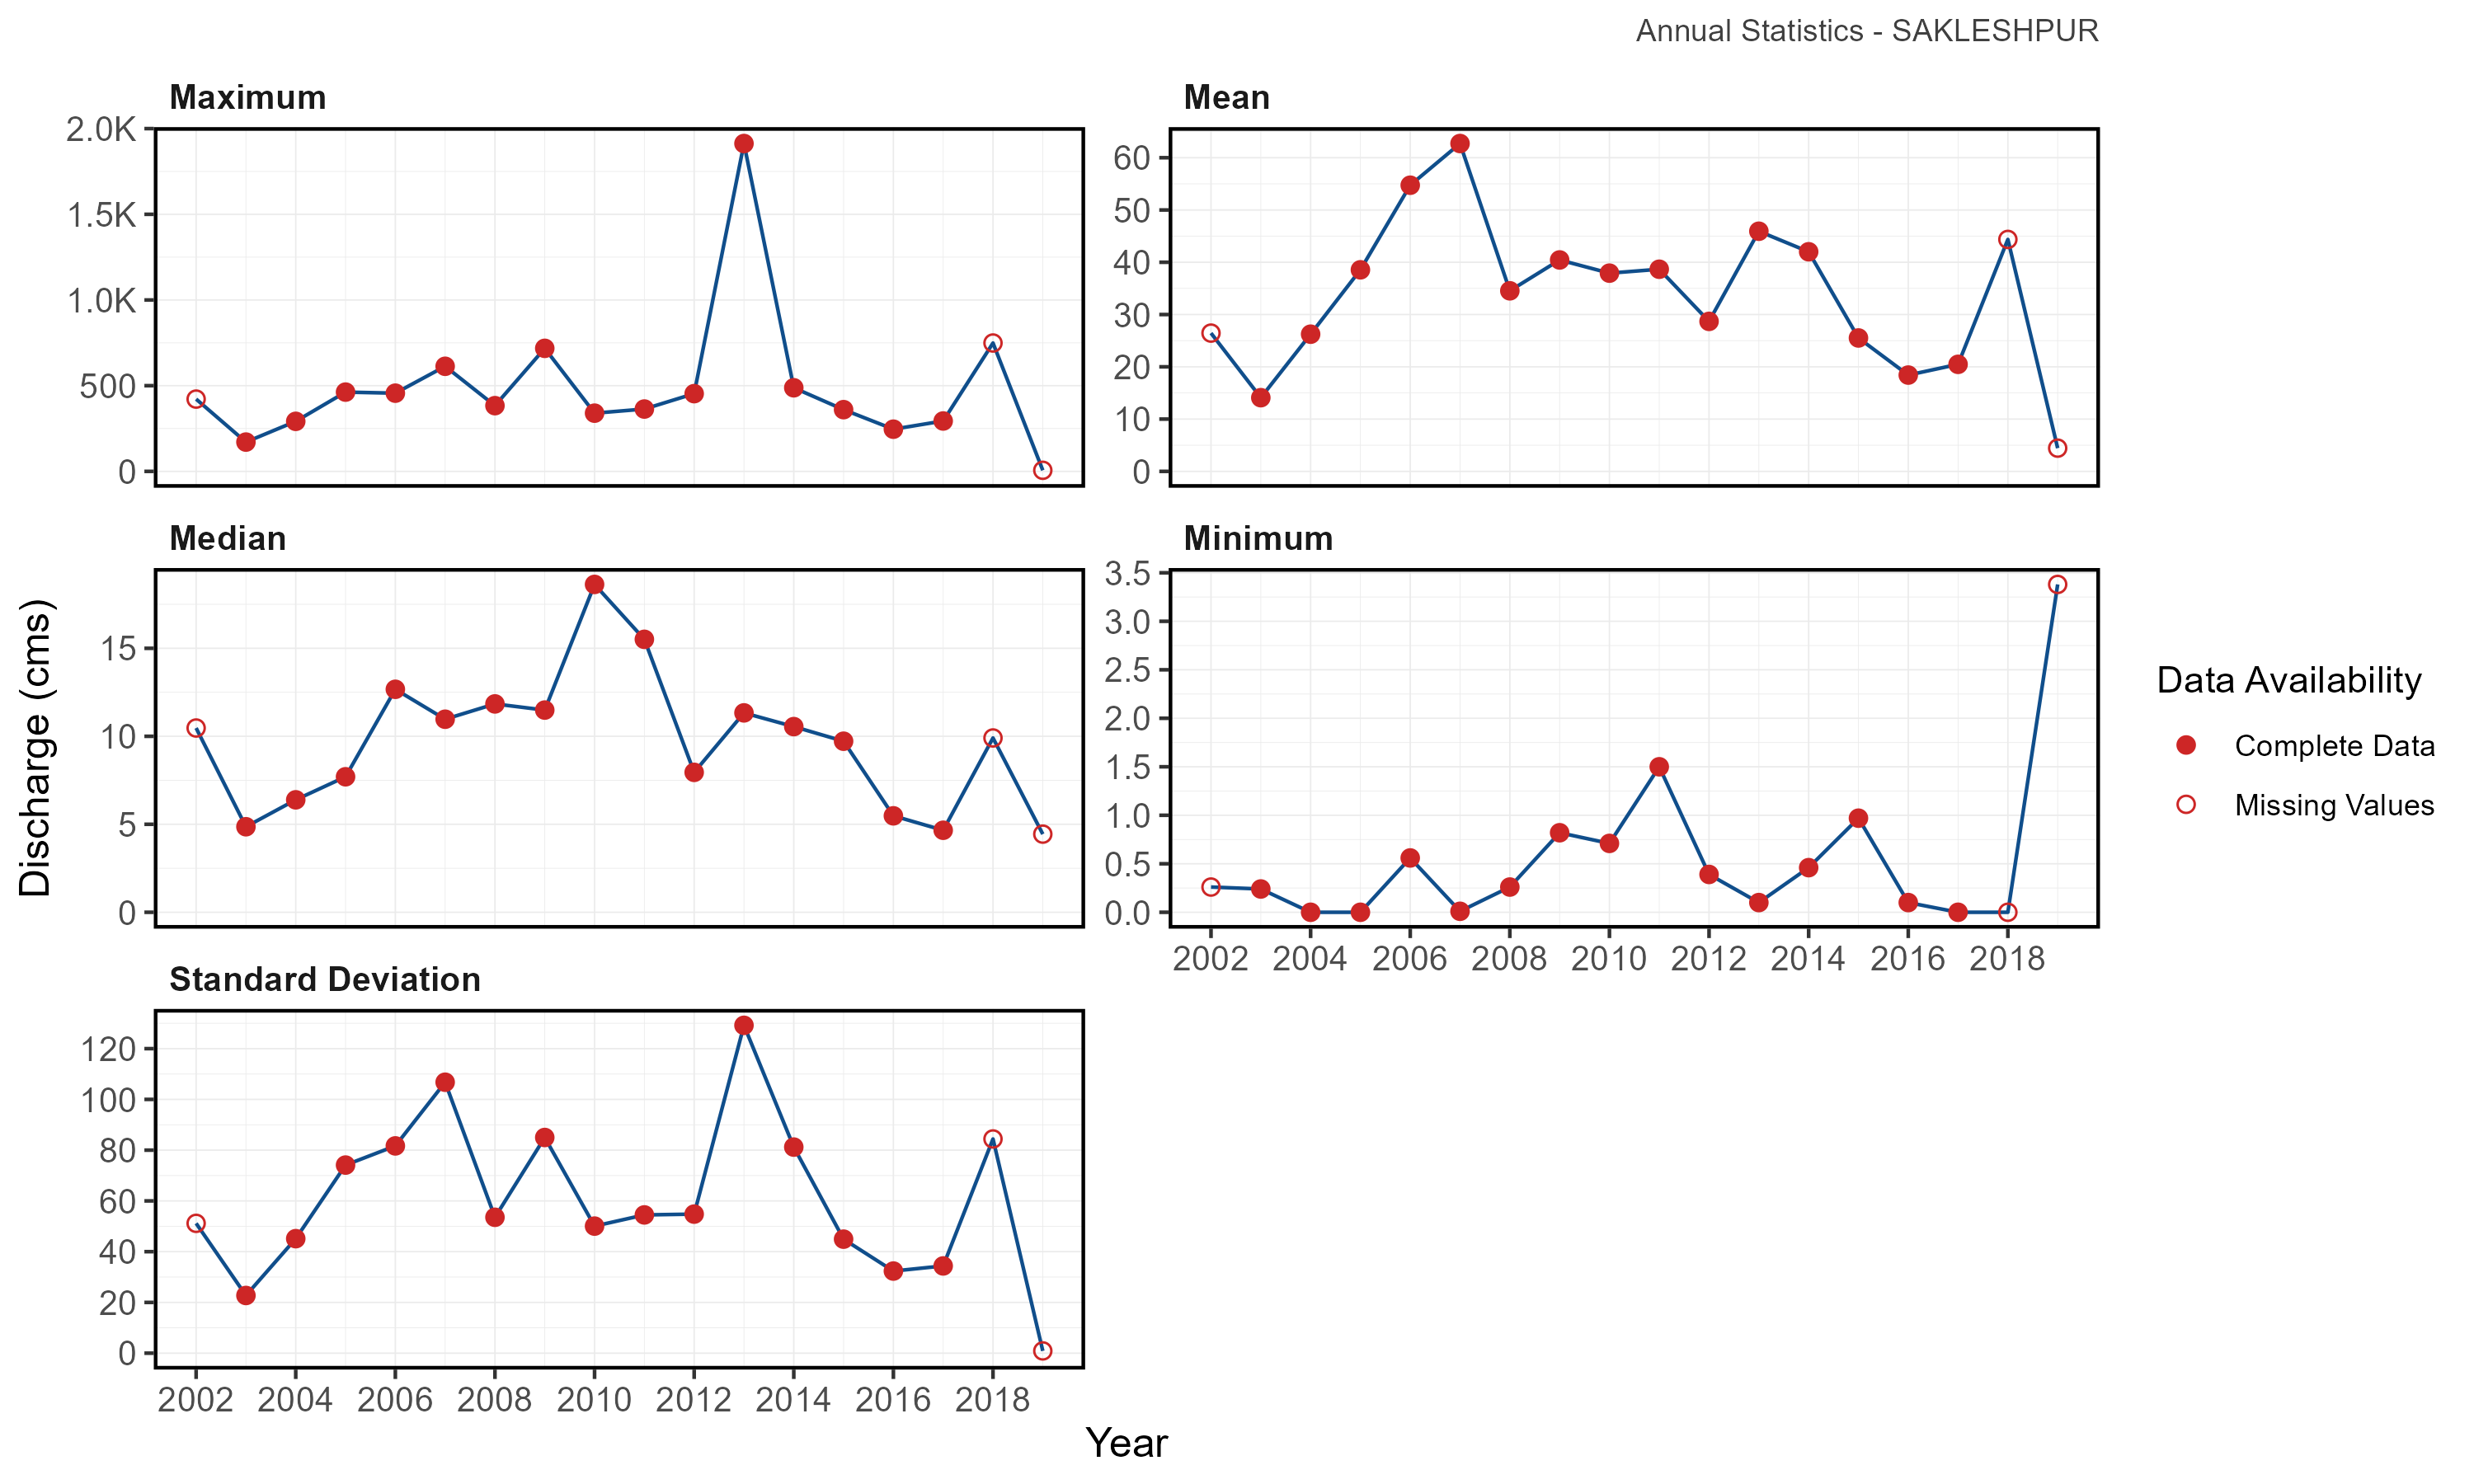 Annual Statistics - SAKLESHPUR
Maximum
2.0K
1.5K
1.0K
500
0
Mean
60
50
40
30
20
10
0
Median
15
10
5
0
Minimum
3.5
3.0
2.5
2.0
1.5
1.0
0.5
0.0
2002 2004 2006 2008 2010 2012 2014 2016 2018
Standard Deviation
120
100
80
60
40
20
0
2002 2004 2006 2008 2010 2012 2014 2016 2018
Discharge (cms)
Year
Data Availability
Complete Data
Missing Values